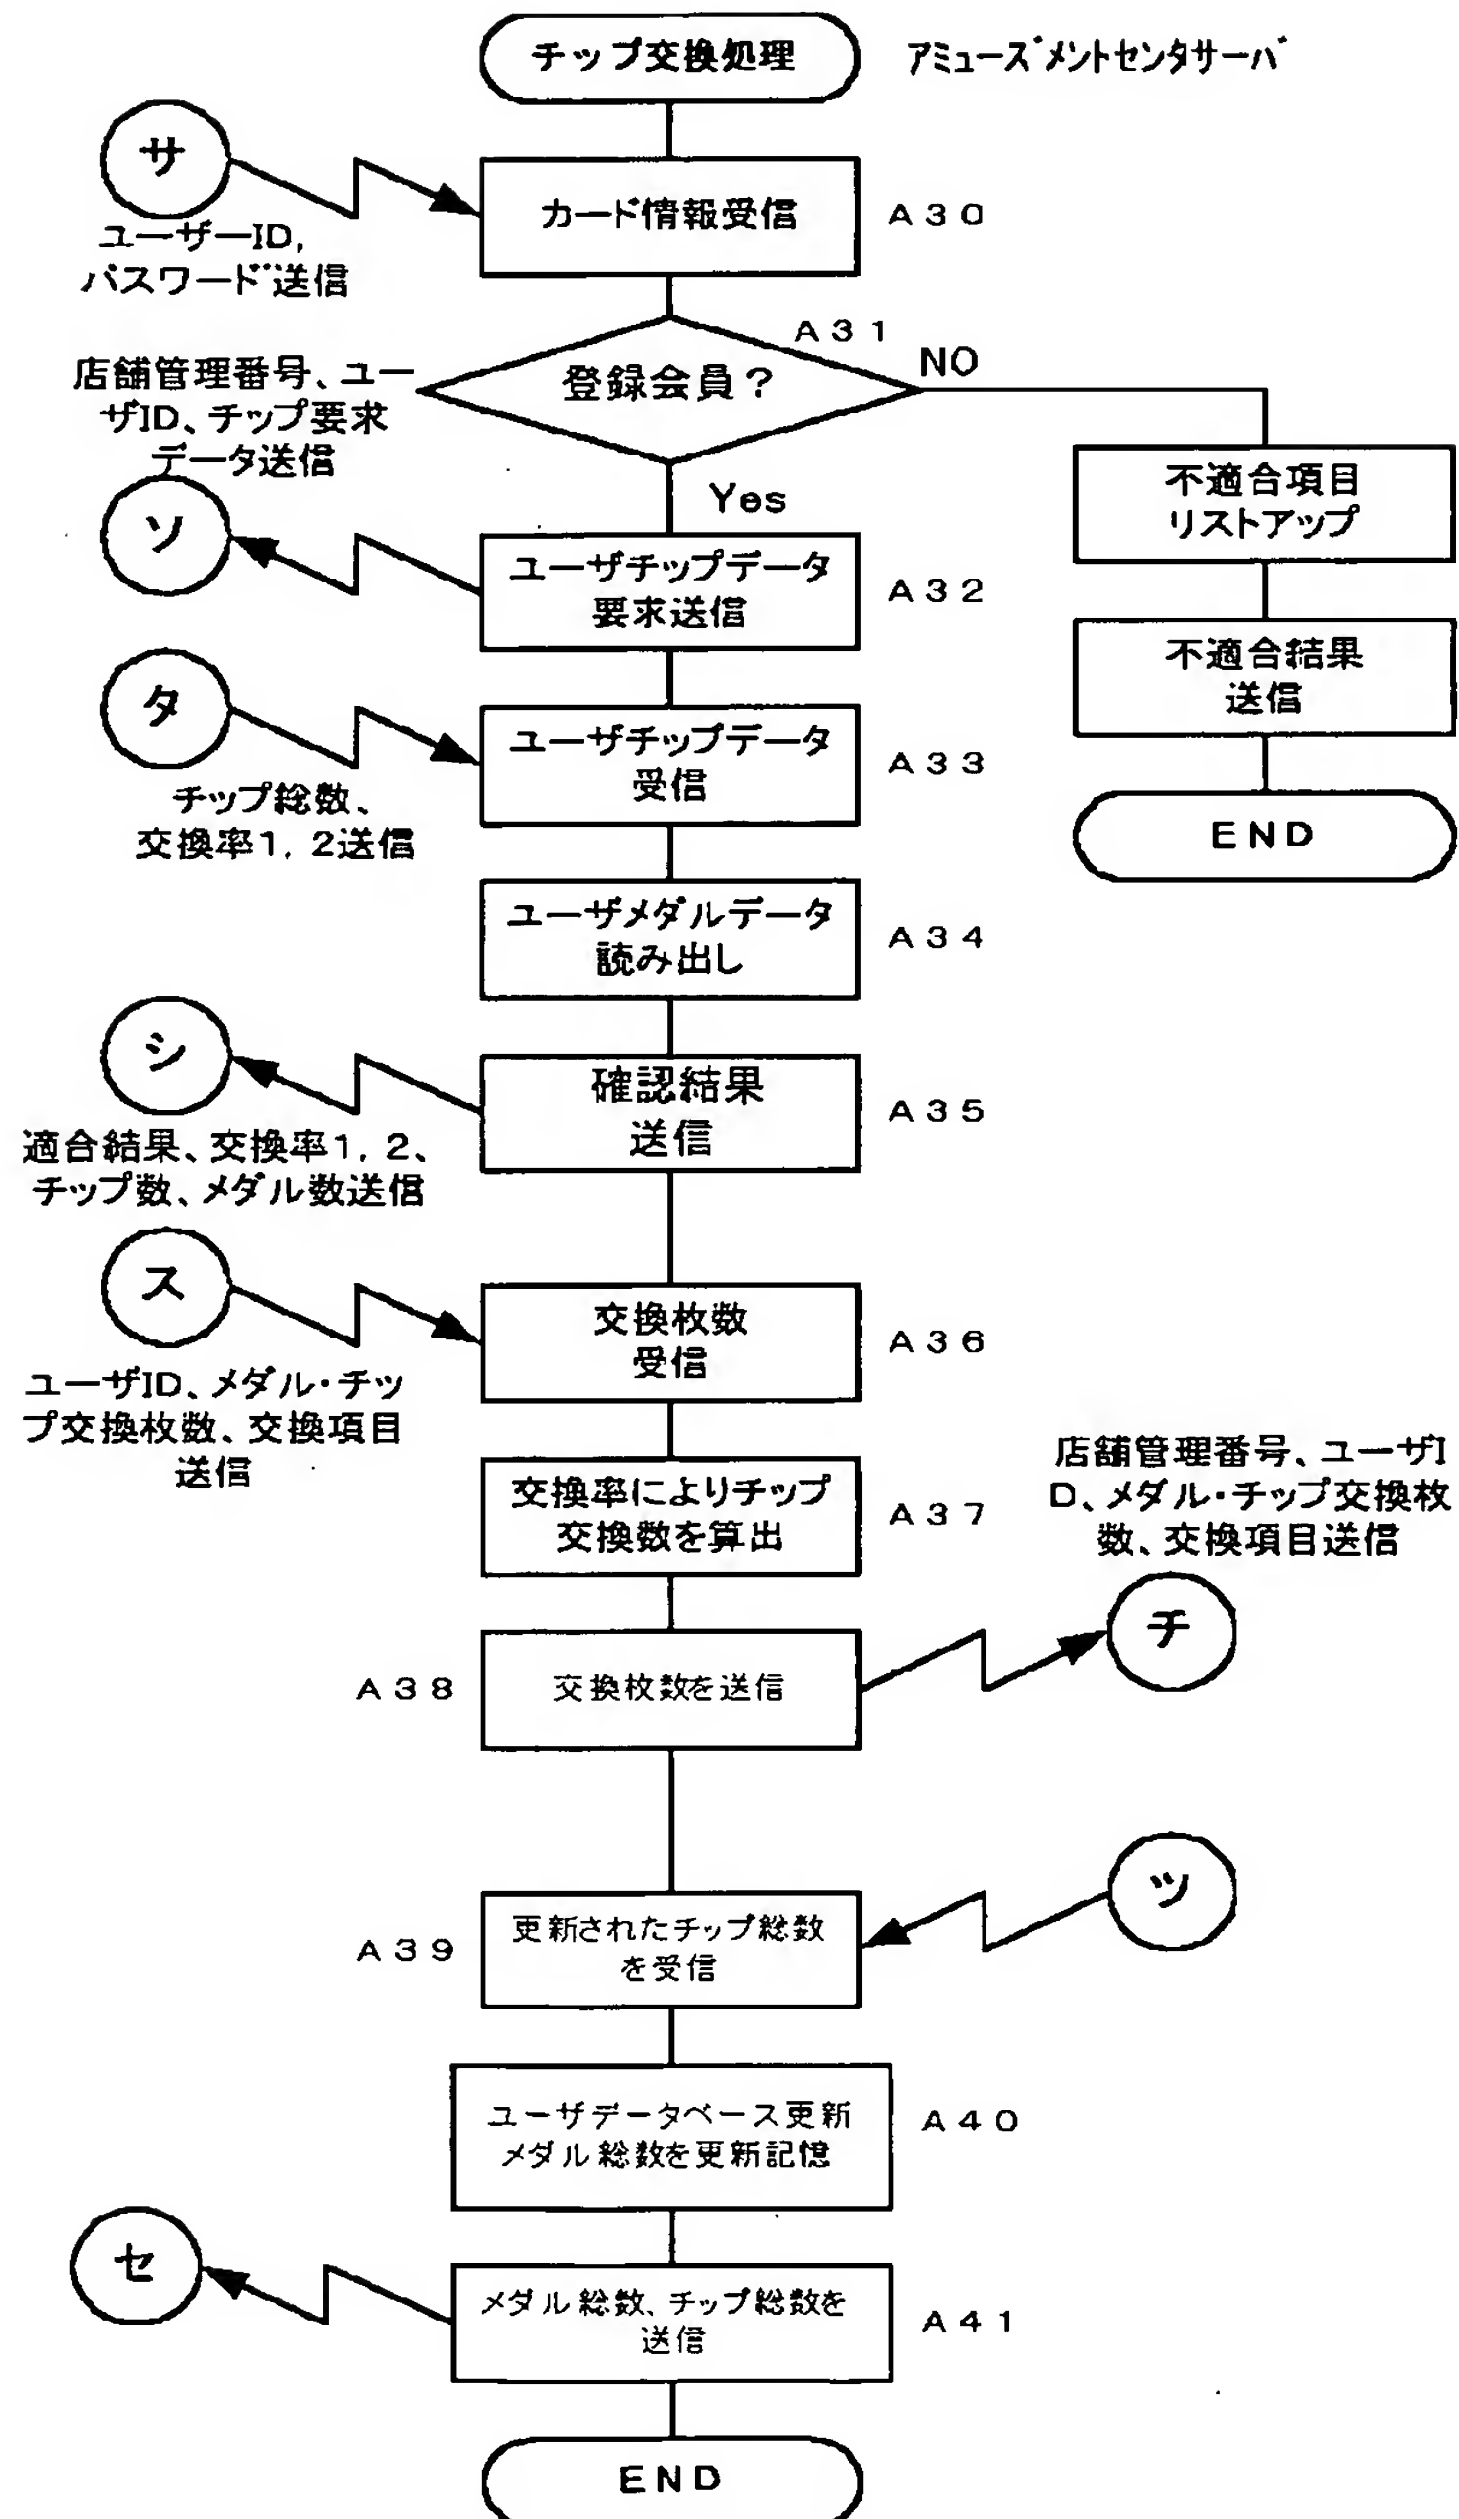 チップ交換処理
アミューズメントセンタサーバ
サ
ユーザーID,
パスワード送信
カード情報受信
A30
A31
登録会員？
NO
Yes
店舗管理番号、ユー
ザID、チップ要求
データ送信
不適合項目
リストアップ
ソ
ユーザチップデータ
要求送信
A32
不適合結果
送信
タ
チップ総数、
交換率1, 2送信
ユーザチップデータ
受信
A33
END
ユーザメダルデータ
読み出し
A34
シ
適合結果、交換率1, 2、
チップ数、メダル数送信
確認結果
送信
A35
ス
ユーザID、メダル・チッ
プ交換枚数、交換項目
送信
交換枚数
受信
A36
交換率によりチップ
交換数を算出
A37
店舗管理番号、ユーザI
D、メダル・チップ交換枚
数、交換項目送信
チ
A38
交換枚数を送信
ツ
A39
更新されたチップ総数
を受信
ユーザデータベース更新
メダル総数を更新記憶
A40
セ
メダル総数、チップ総数を
送信
A41
END